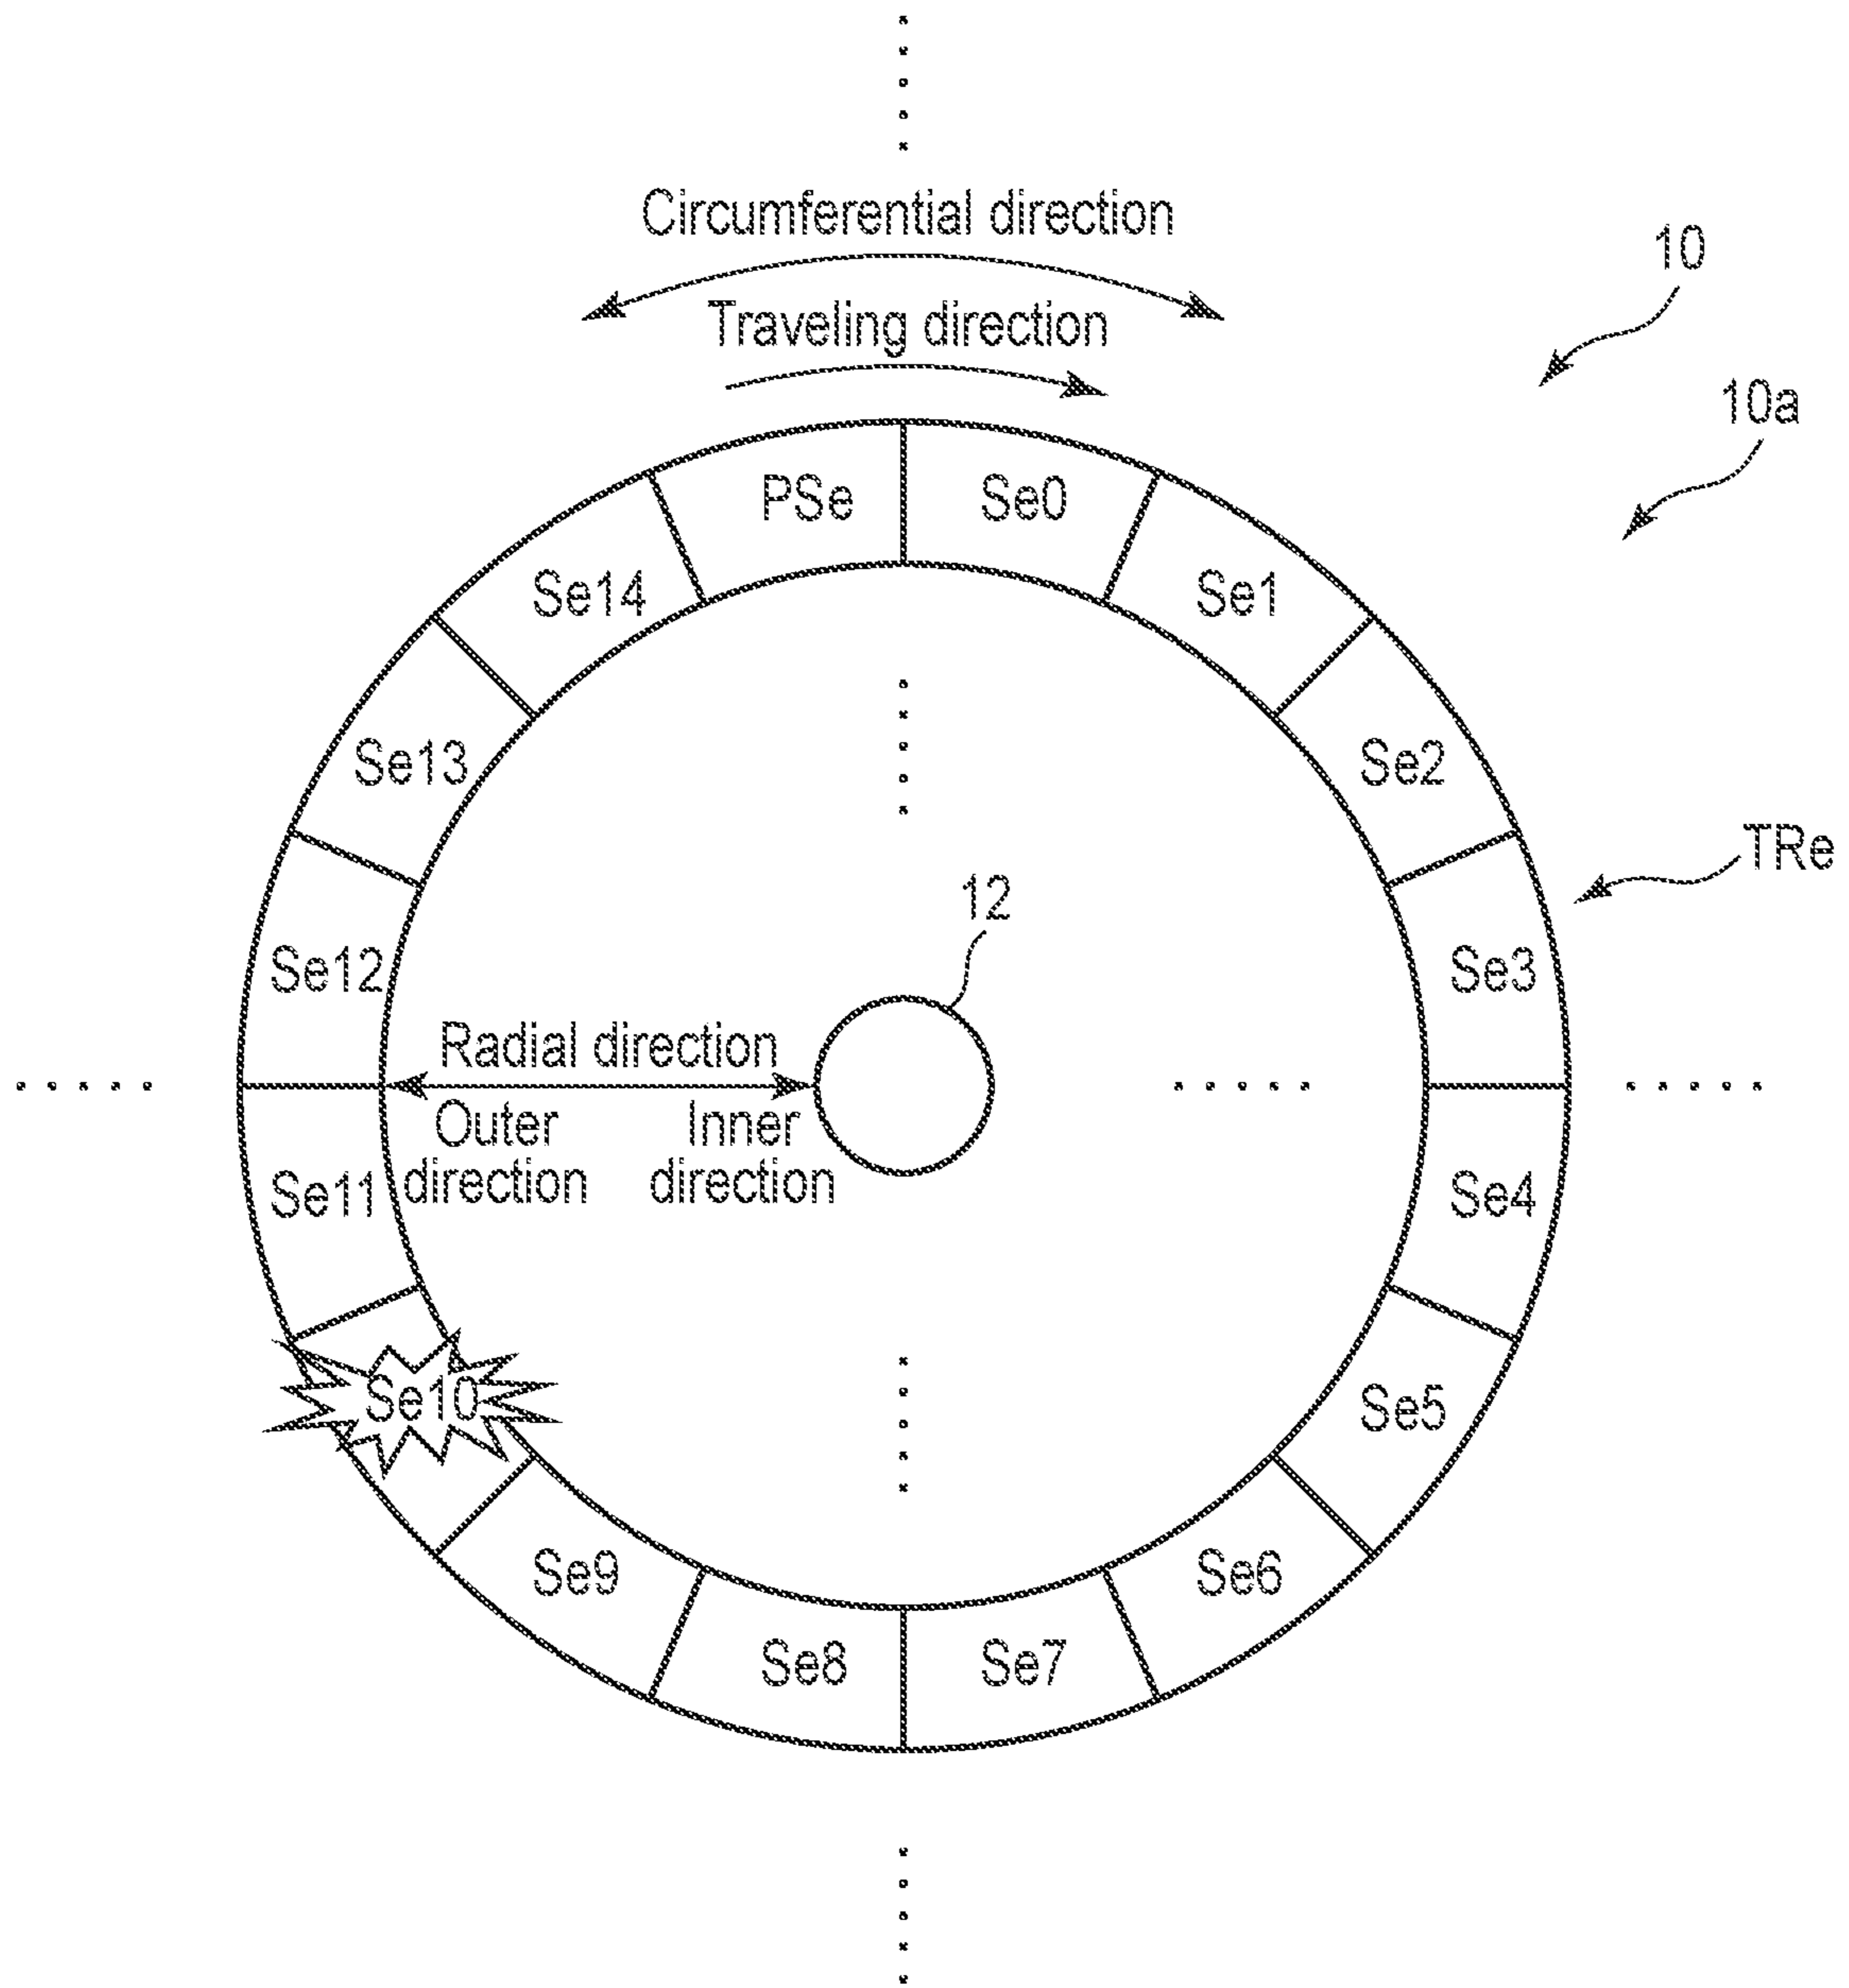 Circumferential direction
Traveling direction
10
10a
PSe
Se0
Se14
Se1
Se13
Se2
TRe
12
Se12
Se3
Radial direction
Outer direction
Inner direction
Se11
Se4
Se10
Se5
Se9
Se6
Se8
Se7